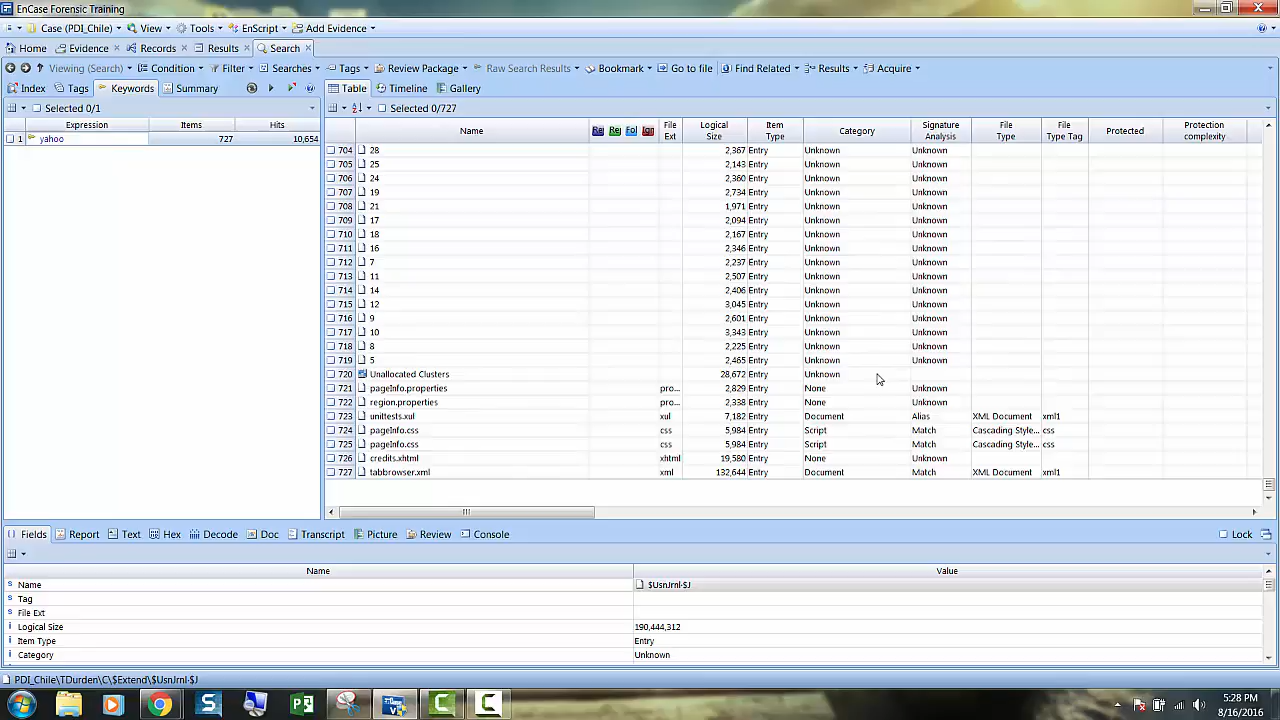 EnCase Forensic Training
Case (PDI_Chile) View Tools EnScript Add Evidence
Home Evidence Records Results Search
Viewing (Search) Condition Filter Searches Tags Review Package Raw Search Results Bookmark Go to file Find Related Results Acquire
Index Tags Keywords Summary Table Timeline Gallery
Selected 0/1 Selected 0/727
Expression Items Hits
1 yahoo 727 10,654
Name File Ext Logical Size Item Type Category Signature Analysis File Type File Type Tag Protected Protection complexity
704 28 2,367 Entry Unknown Unknown
705 25 2,143 Entry Unknown Unknown
706 24 2,360 Entry Unknown Unknown
707 19 2,734 Entry Unknown Unknown
708 21 1,971 Entry Unknown Unknown
709 17 2,094 Entry Unknown Unknown
710 18 2,167 Entry Unknown Unknown
711 16 2,346 Entry Unknown Unknown
712 7 2,237 Entry Unknown Unknown
713 11 2,507 Entry Unknown Unknown
714 14 2,406 Entry Unknown Unknown
715 12 3,045 Entry Unknown Unknown
716 9 2,601 Entry Unknown Unknown
717 10 3,343 Entry Unknown Unknown
718 8 2,225 Entry Unknown Unknown
719 5 2,465 Entry Unknown Unknown
720 Unallocated Clusters 28,672 Entry Unknown
721 pageInfo.properties pro... 2,829 Entry None Unknown
722 region.properties pro... 2,338 Entry None Unknown
723 unittests.xul xul 7,182 Entry Document Alias XML Document xml1
724 pageInfo.css css 5,984 Entry Script Match Cascading Style... css
725 pageInfo.css css 5,984 Entry Script Match Cascading Style... css
726 credits.xhtml xhtml 19,580 Entry None Unknown
727 tabbrowser.xml xml 132,644 Entry Document Match XML Document xml1
Fields Report Text Hex Decode Doc Transcript Picture Review Console Lock
Name Value
Name $UsnJrnl·$J
Tag
File Ext
Logical Size 190,444,312
Item Type Entry
Category Unknown
PDI_Chile\TDurden\C\$Extend\$UsnJrnl·$J
5:28 PM
8/16/2016